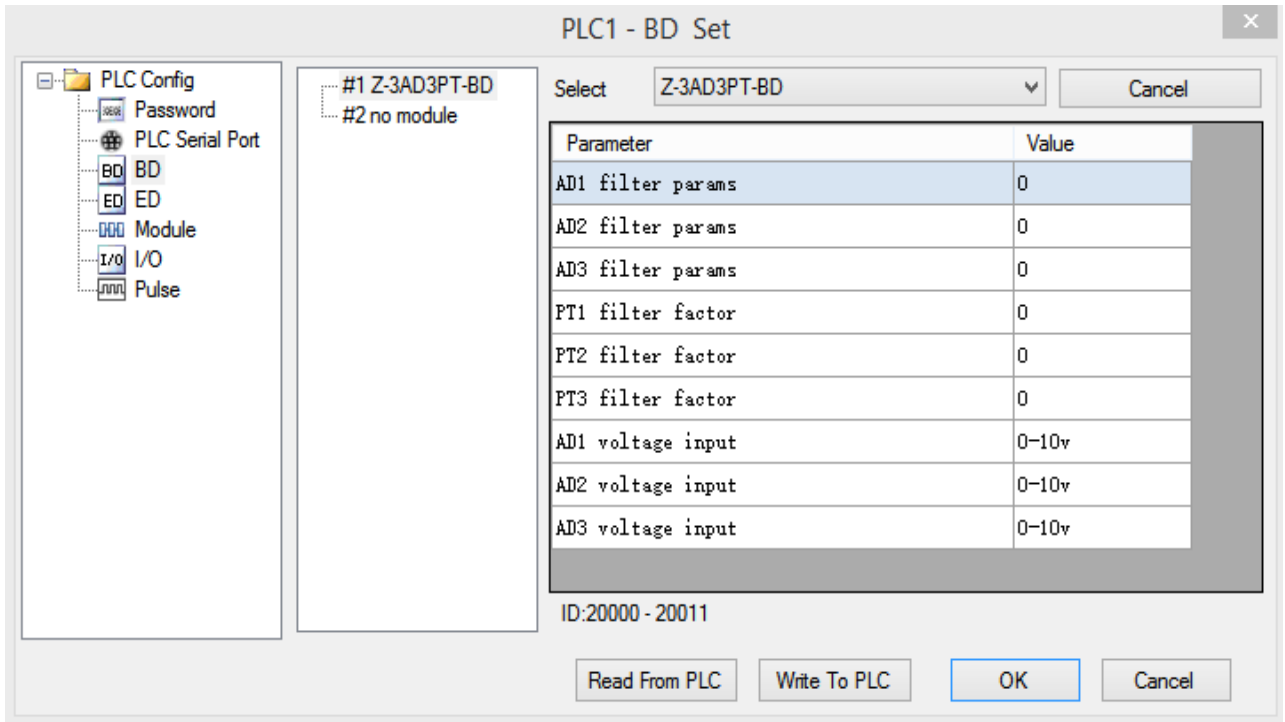 PLC1 - BD Set
PLC Config
Password
PLC Serial Port
BD BD
ED ED
Module
I/O I/O
Pulse
#1 Z-3AD3PT-BD
#2 no module
Select Z-3AD3PT-BD Cancel
Parameter Value
AD1 filter params 0
AD2 filter params 0
AD3 filter params 0
PT1 filter factor 0
PT2 filter factor 0
PT3 filter factor 0
AD1 voltage input 0-10v
AD2 voltage input 0-10v
AD3 voltage input 0-10v
ID:20000 - 20011
Read From PLC Write To PLC OK Cancel